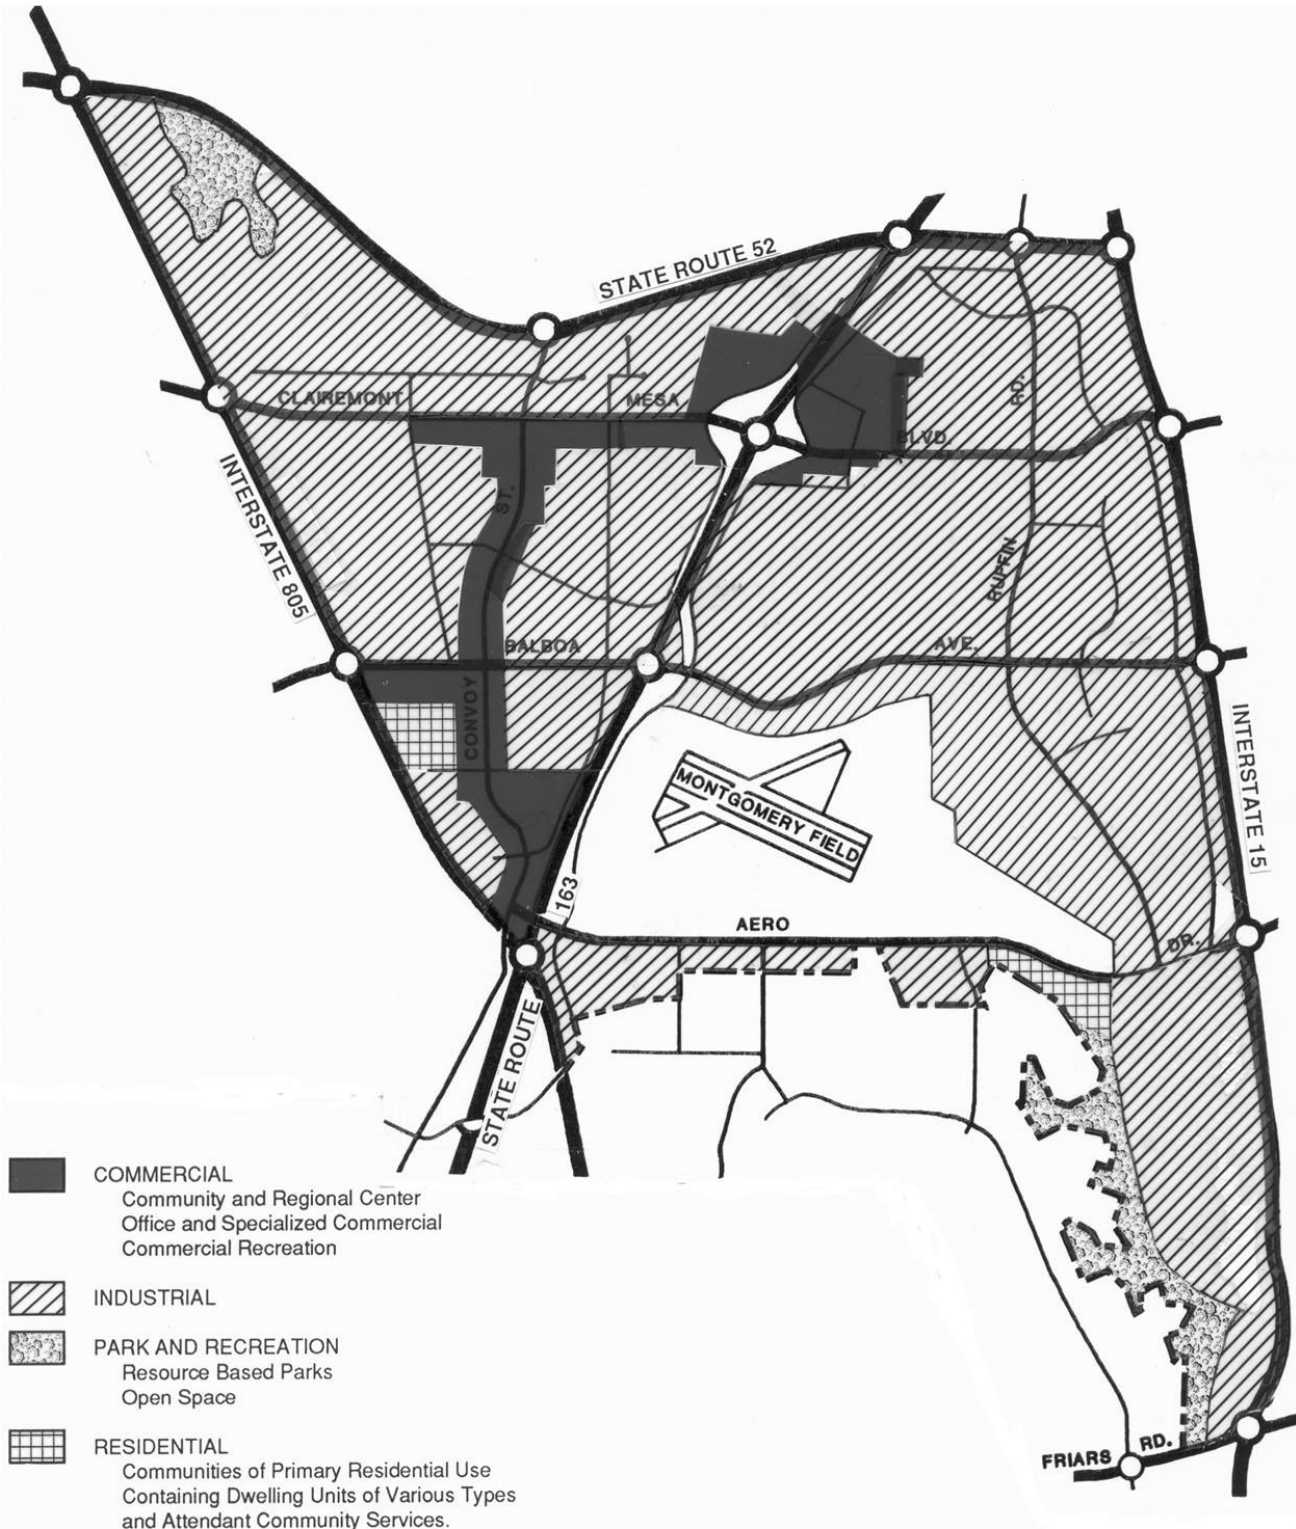 STATE ROUTE 52
CLAIREMONT
MESA
BLVD.
RD.
ST.
INTERSTATE 805
RUFFIN
BALBOA
AVE.
CONVOY
INTERSTATE 15
MONTGOMERY FIELD
163
AERO
DR.
STATE ROUTE
COMMERCIAL
Community and Regional Center
Office and Specialized Commercial
Commercial Recreation
INDUSTRIAL
PARK AND RECREATION
Resource Based Parks
Open Space
RESIDENTIAL
Communities of Primary Residential Use
Containing Dwelling Units of Various Types
and Attendant Community Services.
FRIARS RD.